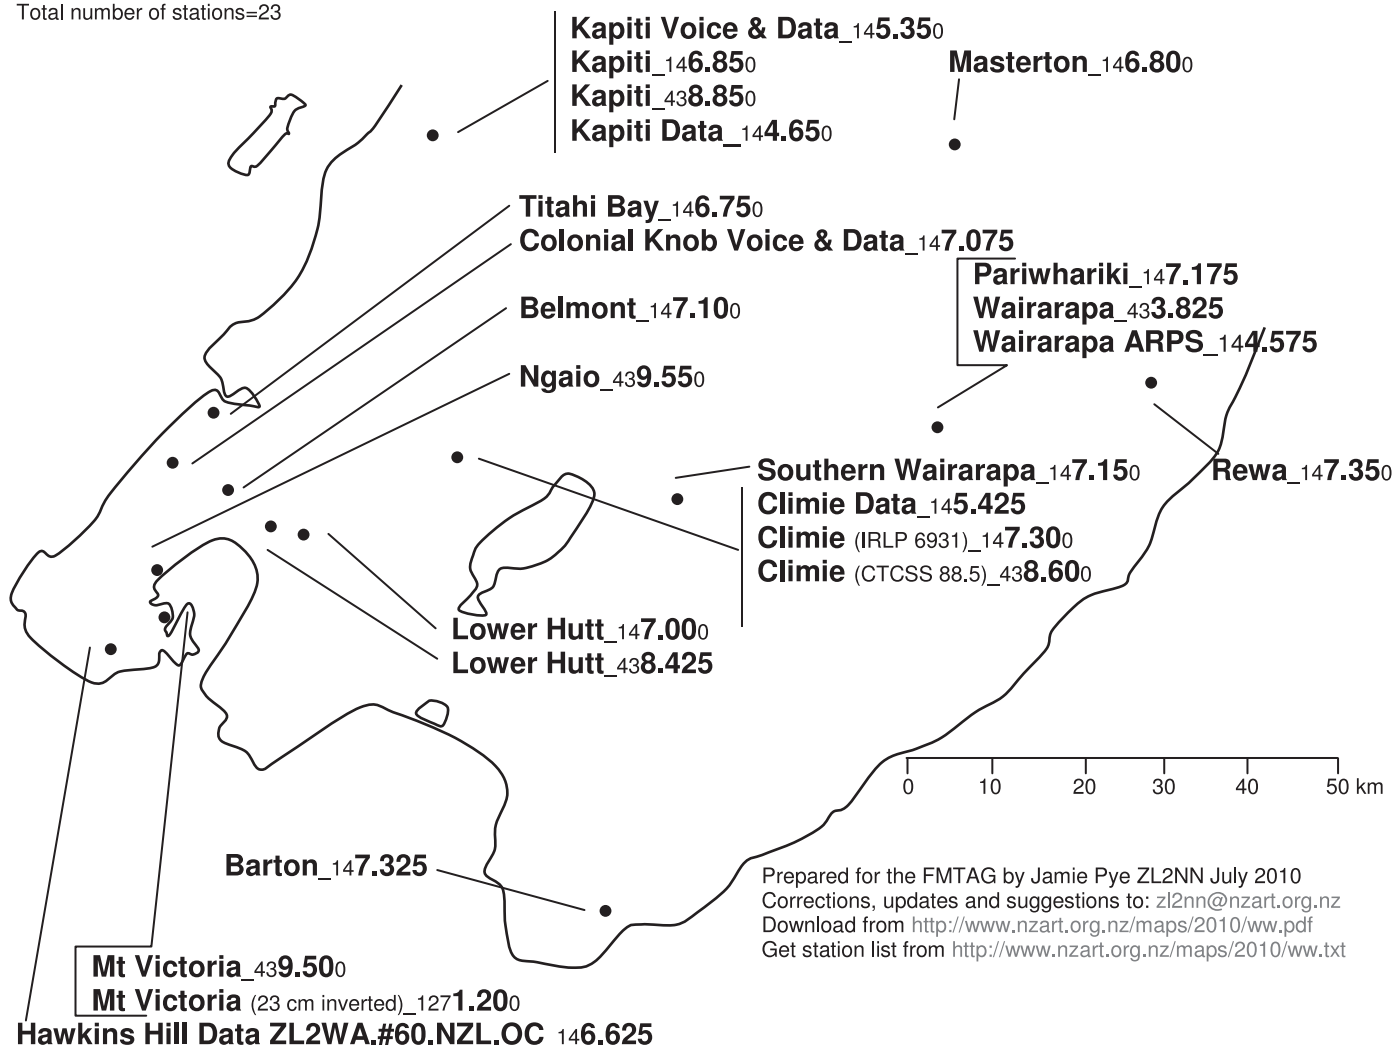 Total number of stations=23
Kapiti Voice & Data_145.350
Kapiti_146.850
Kapiti_438.850
Kapiti Data_144.650
Masterton_146.800
Titahi Bay_146.750
Colonial Knob Voice & Data_147.075
Pariwhariki_147.175
Wairarapa_433.825
Wairarapa ARPS_144.575
Belmont_147.100
Ngaio_439.550
Southern Wairarapa_147.150
Rewa_147.350
Climie Data_145.425
Climie (IRLP 6931)_147.300
Climie (CTCSS 88.5)_438.600
Lower Hutt_147.000
Lower Hutt_438.425
0 10 20 30 40 50 km
Barton_147.325
Prepared for the FMTAG by Jamie Pye ZL2NN July 2010
Corrections, updates and suggestions to: zl2nn@nzart.org.nz
Download from http://www.nzart.org.nz/maps/2010/ww.pdf
Get station list from http://www.nzart.org.nz/maps/2010/ww.txt
Mt Victoria_439.500
Mt Victoria (23 cm inverted)_1271.200
Hawkins Hill Data ZL2WA.#60.NZL.OC_146.625